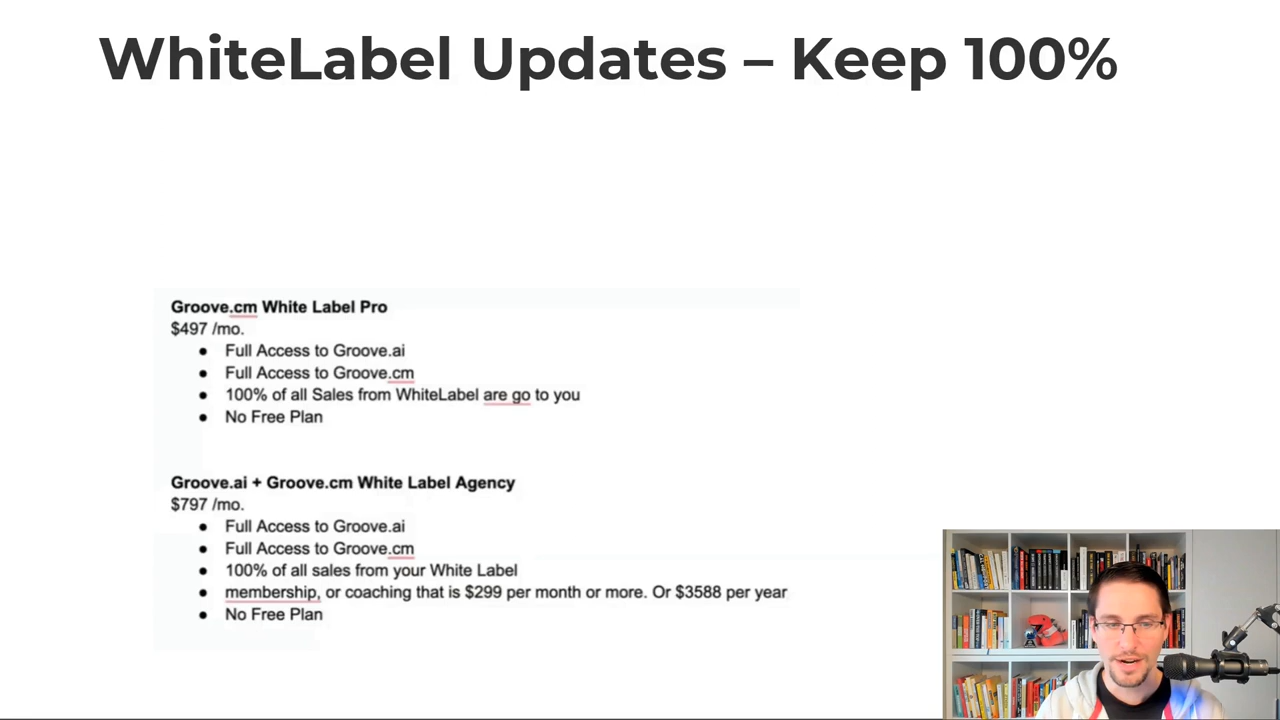 WhiteLabel Updates – Keep 100%
Groove.cm White Label Pro
$497 /mo.
● Full Access to Groove.ai
● Full Access to Groove.cm
● 100% of all Sales from WhiteLabel are go to you
● No Free Plan
Groove.ai + Groove.cm White Label Agency
$797 /mo.
● Full Access to Groove.ai
● Full Access to Groove.cm
● 100% of all sales from your White Label
● membership, or coaching that is $299 per month or more. Or $3588 per year
● No Free Plan